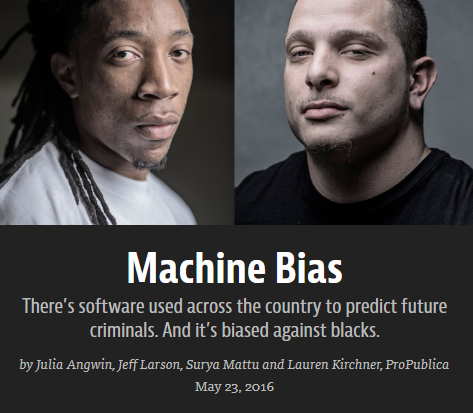 Machine Bias
There’s software used across the country to predict future
criminals. And it’s biased against blacks.
by Julia Angwin, Jeff Larson, Surya Mattu and Lauren Kirchner, ProPublica
May 23, 2016